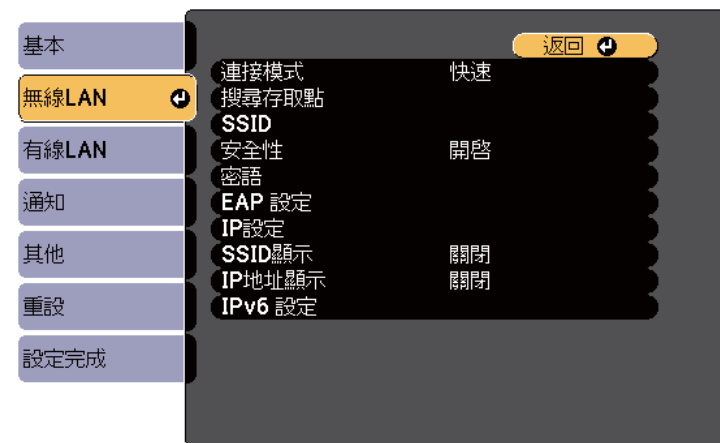 基本
無線LAN
有線LAN
通知
其他
重設
設定完成
返回
連接模式 快速
搜尋存取點
SSID
安全性 開啓
密語
EAP 設定
IP設定
SSID顯示 關閉
IP地址顯示 關閉
IPv6 設定